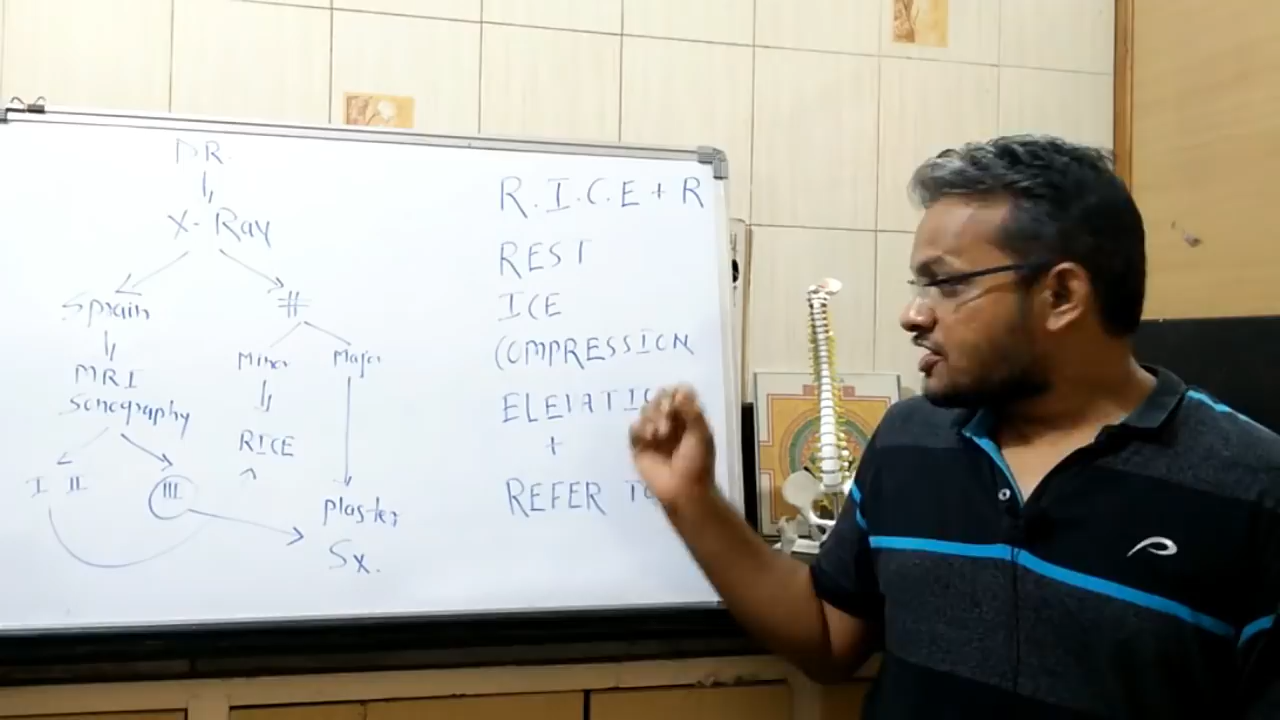 DR.
X-Ray
Sprain #
MRI
Sonography
I II III
Minor Major
RICE
plaster
Sx.
R.I.C.E + R
REST
ICE
COMPRESSION
+
REFER